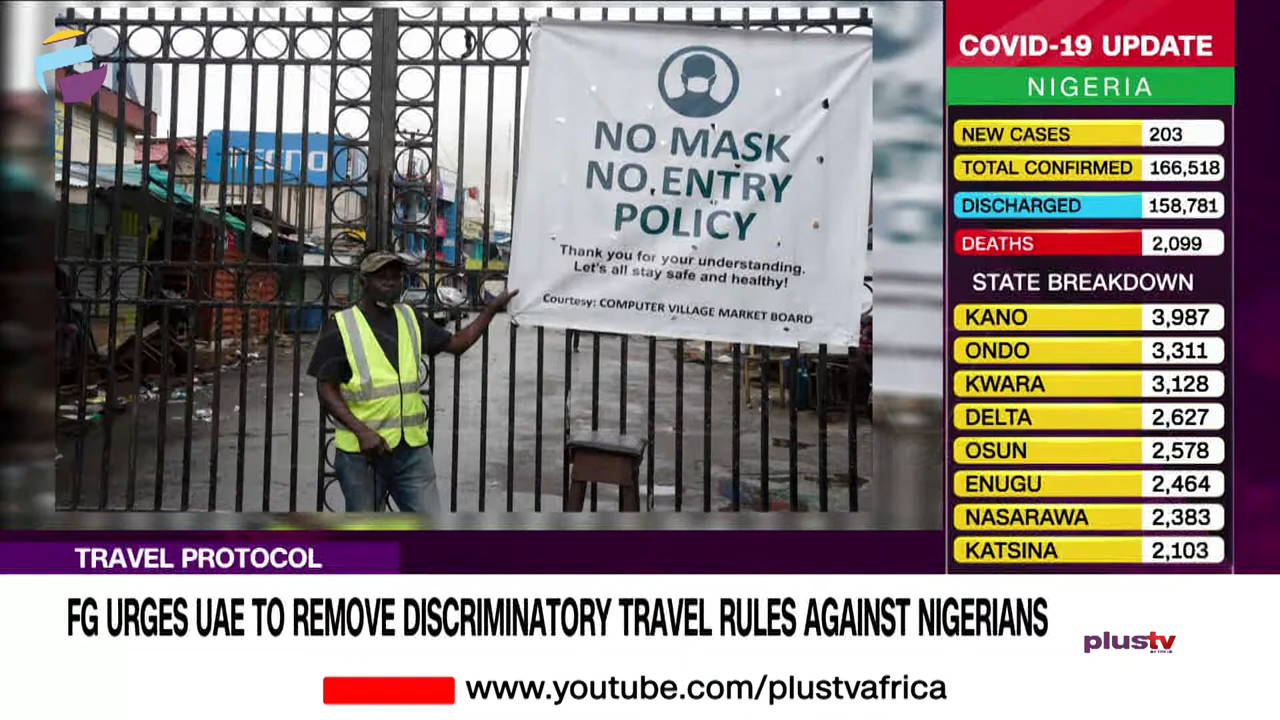 NO MASK
NO ENTRY
POLICY
Thank you for your understanding.
Let's all stay safe and healthy!
Courtesy: COMPUTER VILLAGE MARKET BOARD
COVID-19 UPDATE
NIGERIA
NEW CASES 203
TOTAL CONFIRMED 166,518
DISCHARGED 158,781
DEATHS 2,099
STATE BREAKDOWN
KANO 3,987
ONDO 3,311
KWARA 3,128
DELTA 2,627
OSUN 2,578
ENUGU 2,464
NASARAWA 2,383
KATSINA 2,103
TRAVEL PROTOCOL
FG URGES UAE TO REMOVE DISCRIMINATORY TRAVEL RULES AGAINST NIGERIANS
plustv
www.youtube.com/plustvafrica